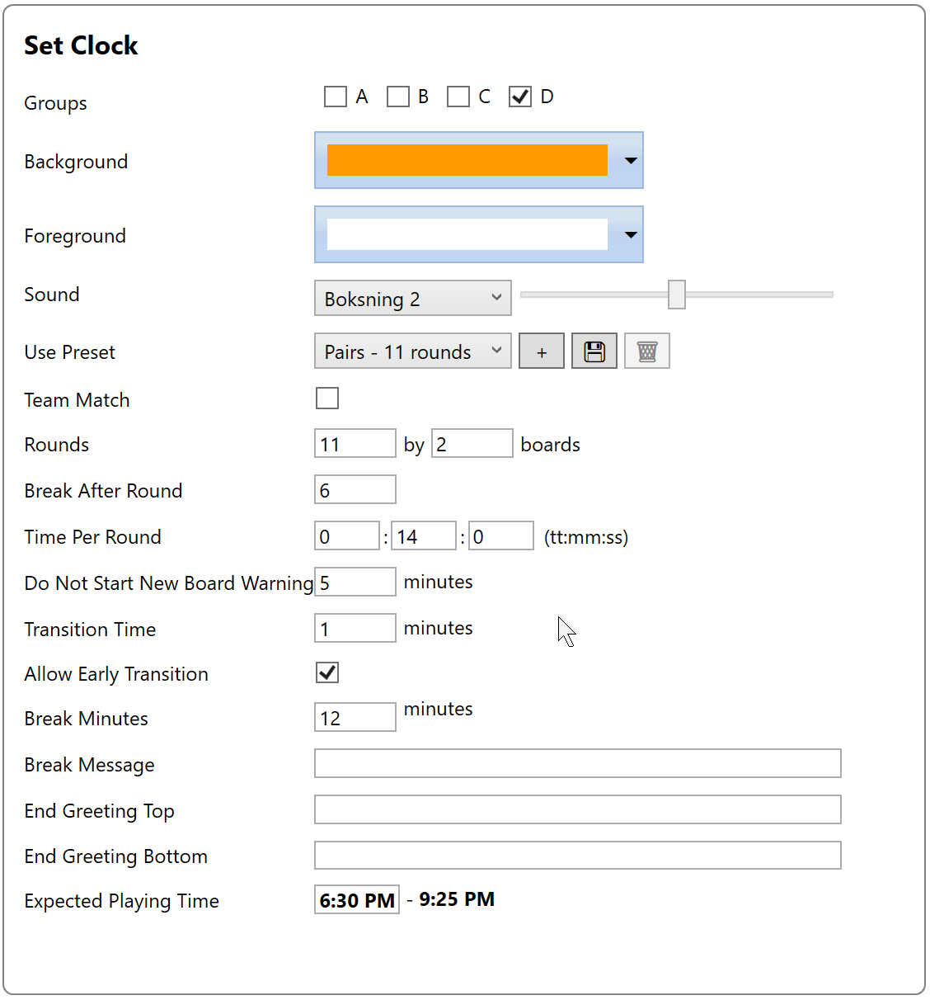 Set Clock
Groups A B C D
Background
Foreground
Sound Boksning 2
Use Preset Pairs - 11 rounds +
Team Match
Rounds 11 by 2 boards
Break After Round 6
Time Per Round 0 : 14 : 0 (tt:mm:ss)
Do Not Start New Board Warning 5 minutes
Transition Time 1 minutes
Allow Early Transition
Break Minutes 12 minutes
Break Message
End Greeting Top
End Greeting Bottom
Expected Playing Time 6:30 PM - 9:25 PM